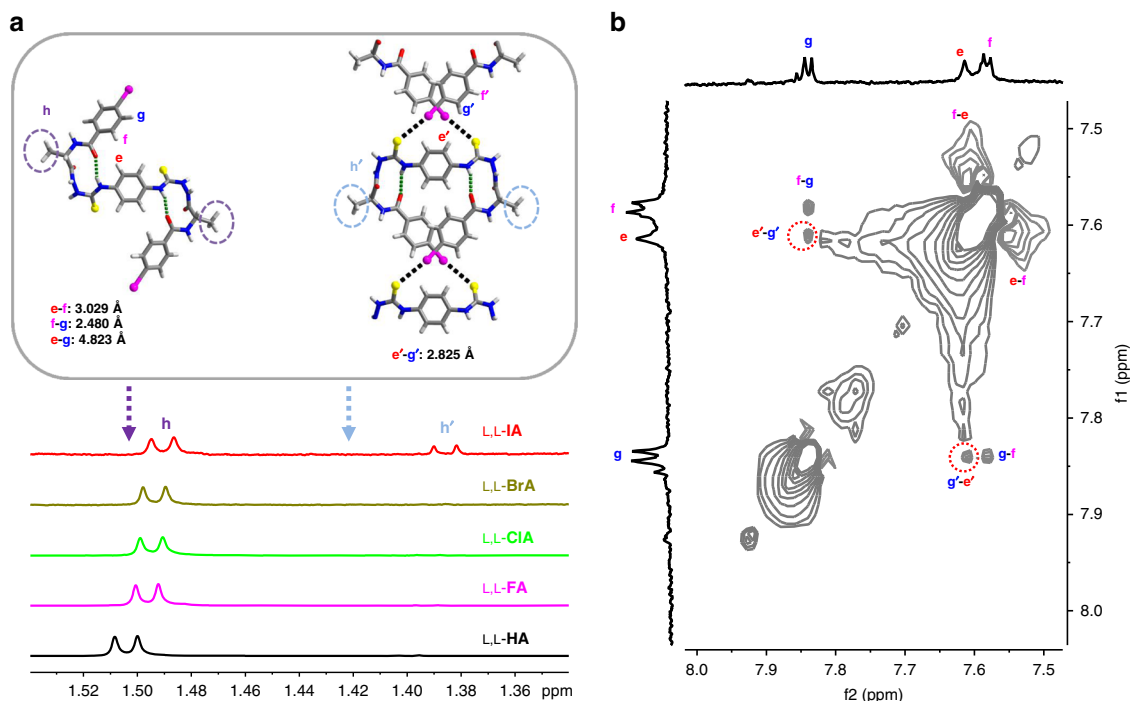 a
h
g
f
e
e-f: 3.029 Å
f-g: 2.480 Å
e-g: 4.823 Å
f′
g′
e′
h′
e′-g′: 2.825 Å
h
h′
L,L-IA
L,L-BrA
L,L-ClA
L,L-FA
L,L-HA
1.52 1.50 1.48 1.46 1.44 1.42 1.40 1.38 1.36 ppm
b
g
e
f
f-e
f-g
e′-g′
e-f
g-f
g′-e′
f
e
g
7.5
7.6
7.7
7.8
7.9
8.0
f1 (ppm)
8.0 7.9 7.8 7.7 7.6 7.5
f2 (ppm)